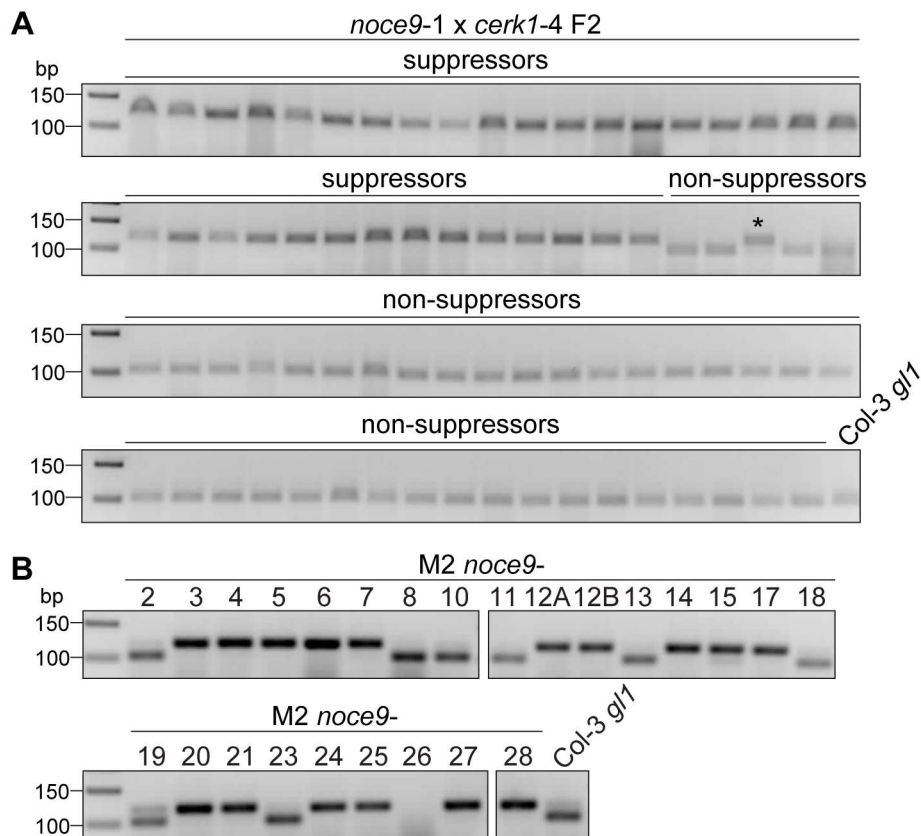 A
noce9-1 x cerk1-4 F2
suppressors
bp
150
100
suppressors
non-suppressors
150
100
*
non-suppressors
150
100
non-suppressors
Col-3 gl1
150
100
B
M2 noce9-
bp
2 3 4 5 6 7 8 10 11 12A 12B 13 14 15 17 18
150
100
M2 noce9-
Col-3 gl1
19 20 21 23 24 25 26 27 28
150
100